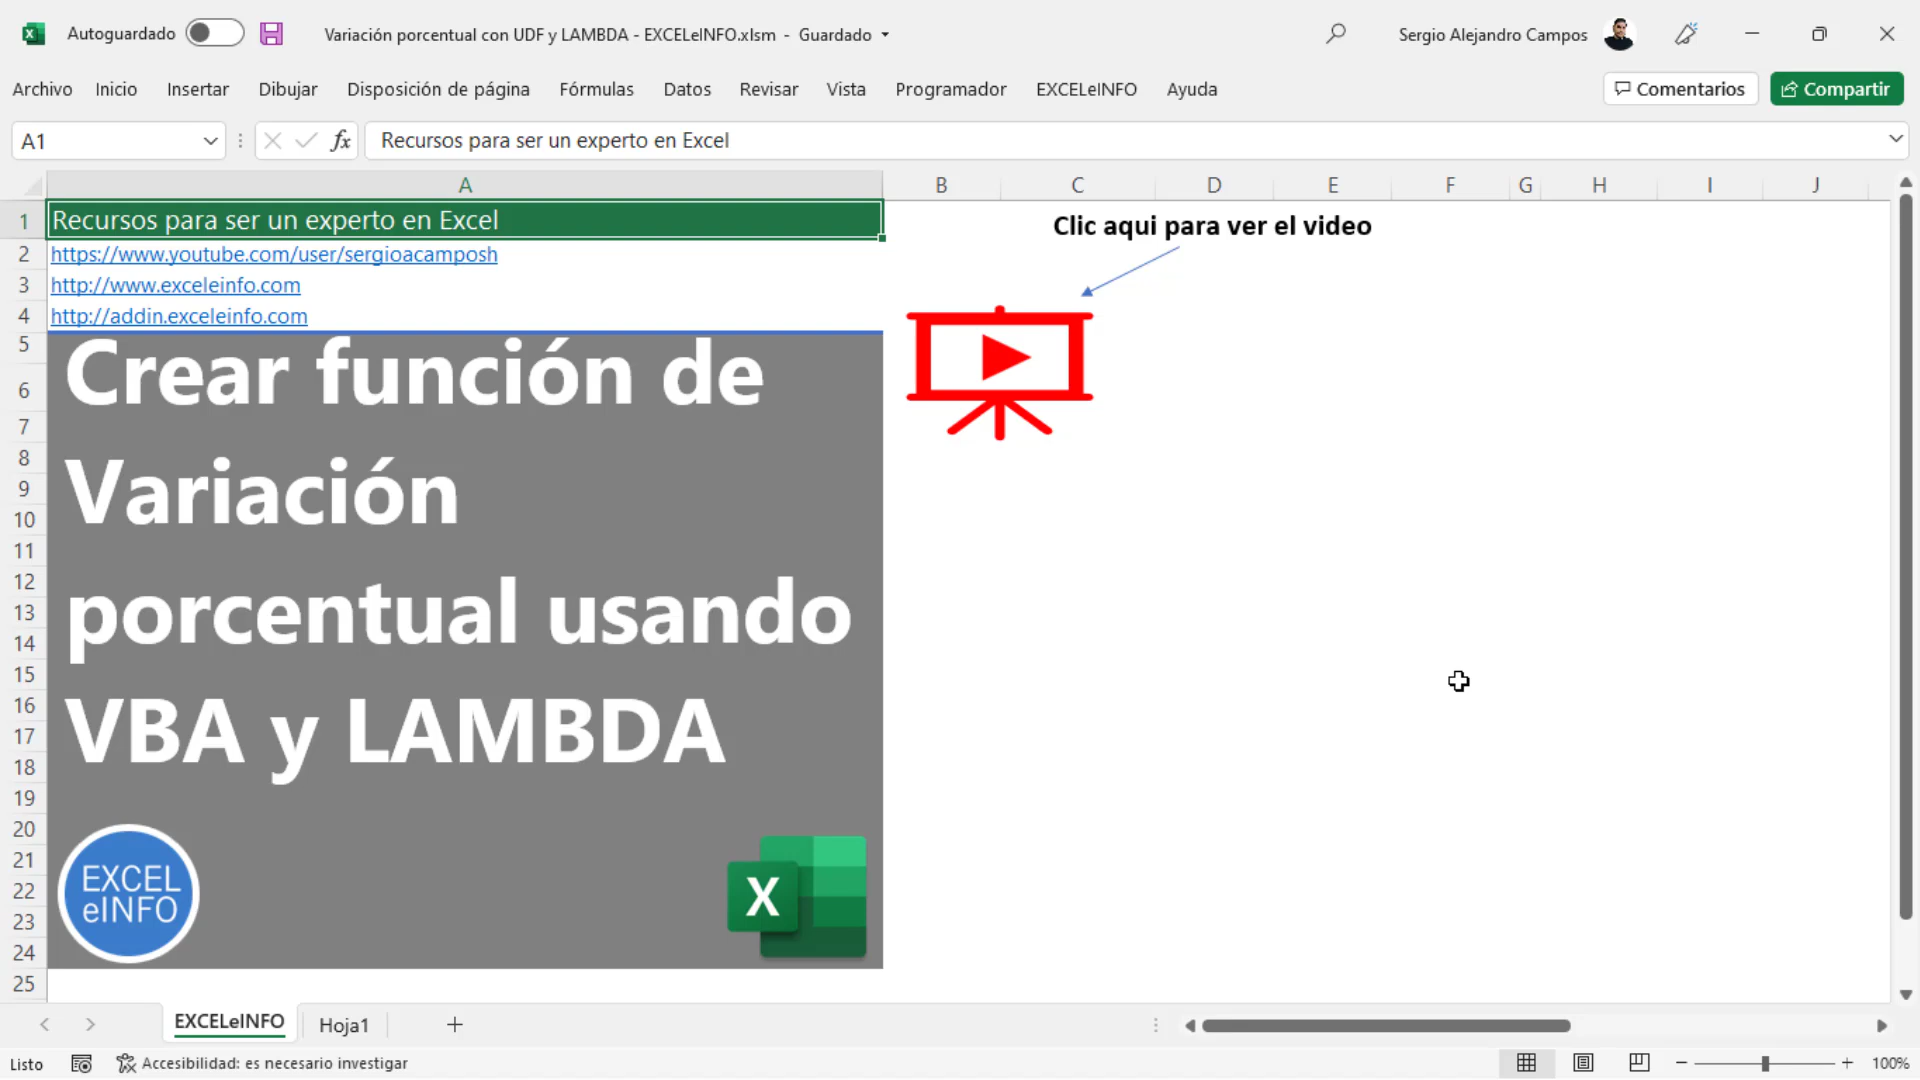 Autoguardado
Variación porcentual con UDF y LAMBDA - EXCELeINFO.xlsm - Guardado
Sergio Alejandro Campos
Archivo Inicio Insertar Dibujar Disposición de página Fórmulas Datos Revisar Vista Programador EXCELeINFO Ayuda
Comentarios Compartir
A1 fx Recursos para ser un experto en Excel
A B C D E F G H I J
1 Recursos para ser un experto en Excel
Clic aqui para ver el video
2 https://www.youtube.com/user/sergioacamposh
3 http://www.exceleinfo.com
4 http://addin.exceleinfo.com
5
6
7
8
9
10
11
12
13
14
15
16
17
18
19
20
21
22
23
24
25
Crear función de
Variación
porcentual usando
VBA y LAMBDA
EXCEL
eINFO
X
EXCELeINFO Hoja1
Listo Accesibilidad: es necesario investigar 100%